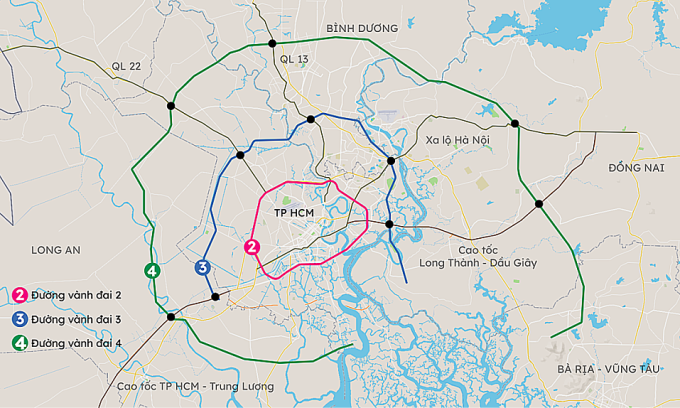 BÌNH DƯƠNG
QL 13
QL 22
Xa lộ Hà Nội
ĐỒNG NAI
TP HCM
LONG AN
2
Cao tốc
Long Thành - Dầu Giây
3
4
2 Đường vành đai 2
3 Đường vành đai 3
4 Đường vành đai 4
BÀ RỊA - VŨNG TÀU
Cao tốc TP HCM - Trung Lương